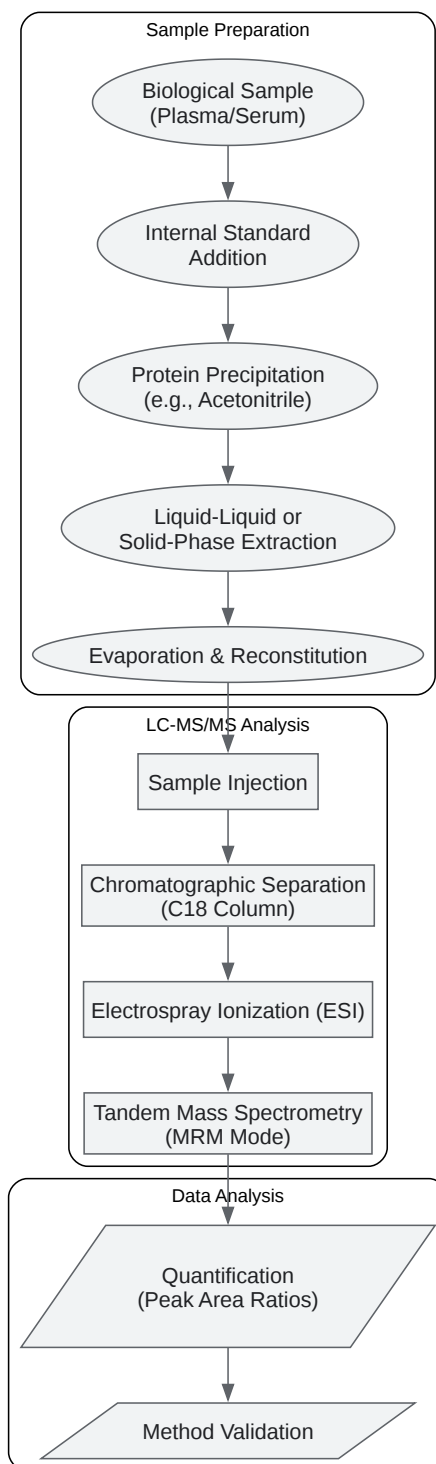 Sample Preparation
Biological Sample
(Plasma/Serum)
Internal Standard
Addition
Protein Precipitation
(e.g., Acetonitrile)
Liquid-Liquid or
Solid-Phase Extraction
Evaporation & Reconstitution
LC-MS/MS Analysis
Sample Injection
Chromatographic Separation
(C18 Column)
Electrospray Ionization (ESI)
Tandem Mass Spectrometry
(MRM Mode)
Data Analysis
Quantification
(Peak Area Ratios)
Method Validation